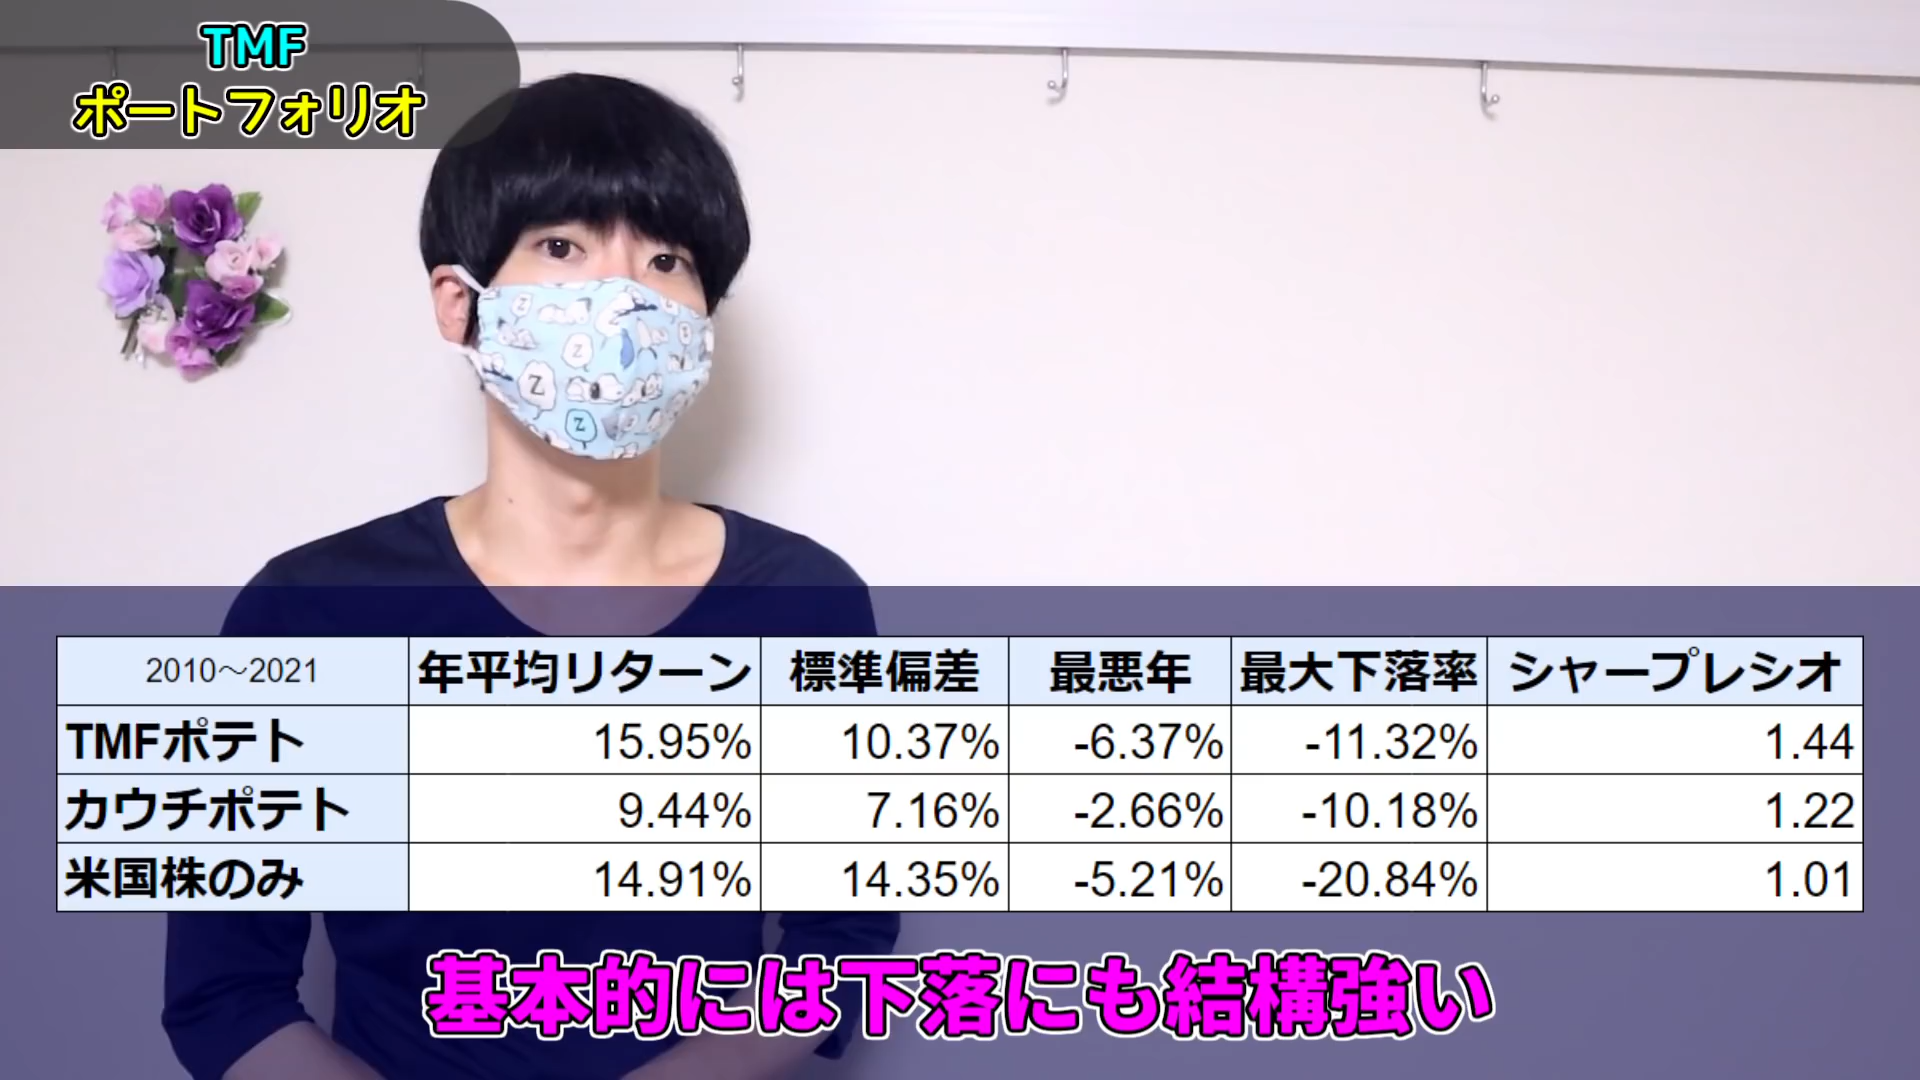 TMF
ポートフォリオ
Z
Z
Z
Z
Z
2010～2021 年平均リターン 標準偏差 最悪年 最大下落率 シャープレシオ
TMFポテト 15.95% 10.37% -6.37% -11.32% 1.44
カウチポテト 9.44% 7.16% -2.66% -10.18% 1.22
米国株のみ 14.91% 14.35% -5.21% -20.84% 1.01
基本的には下落にも結構強い